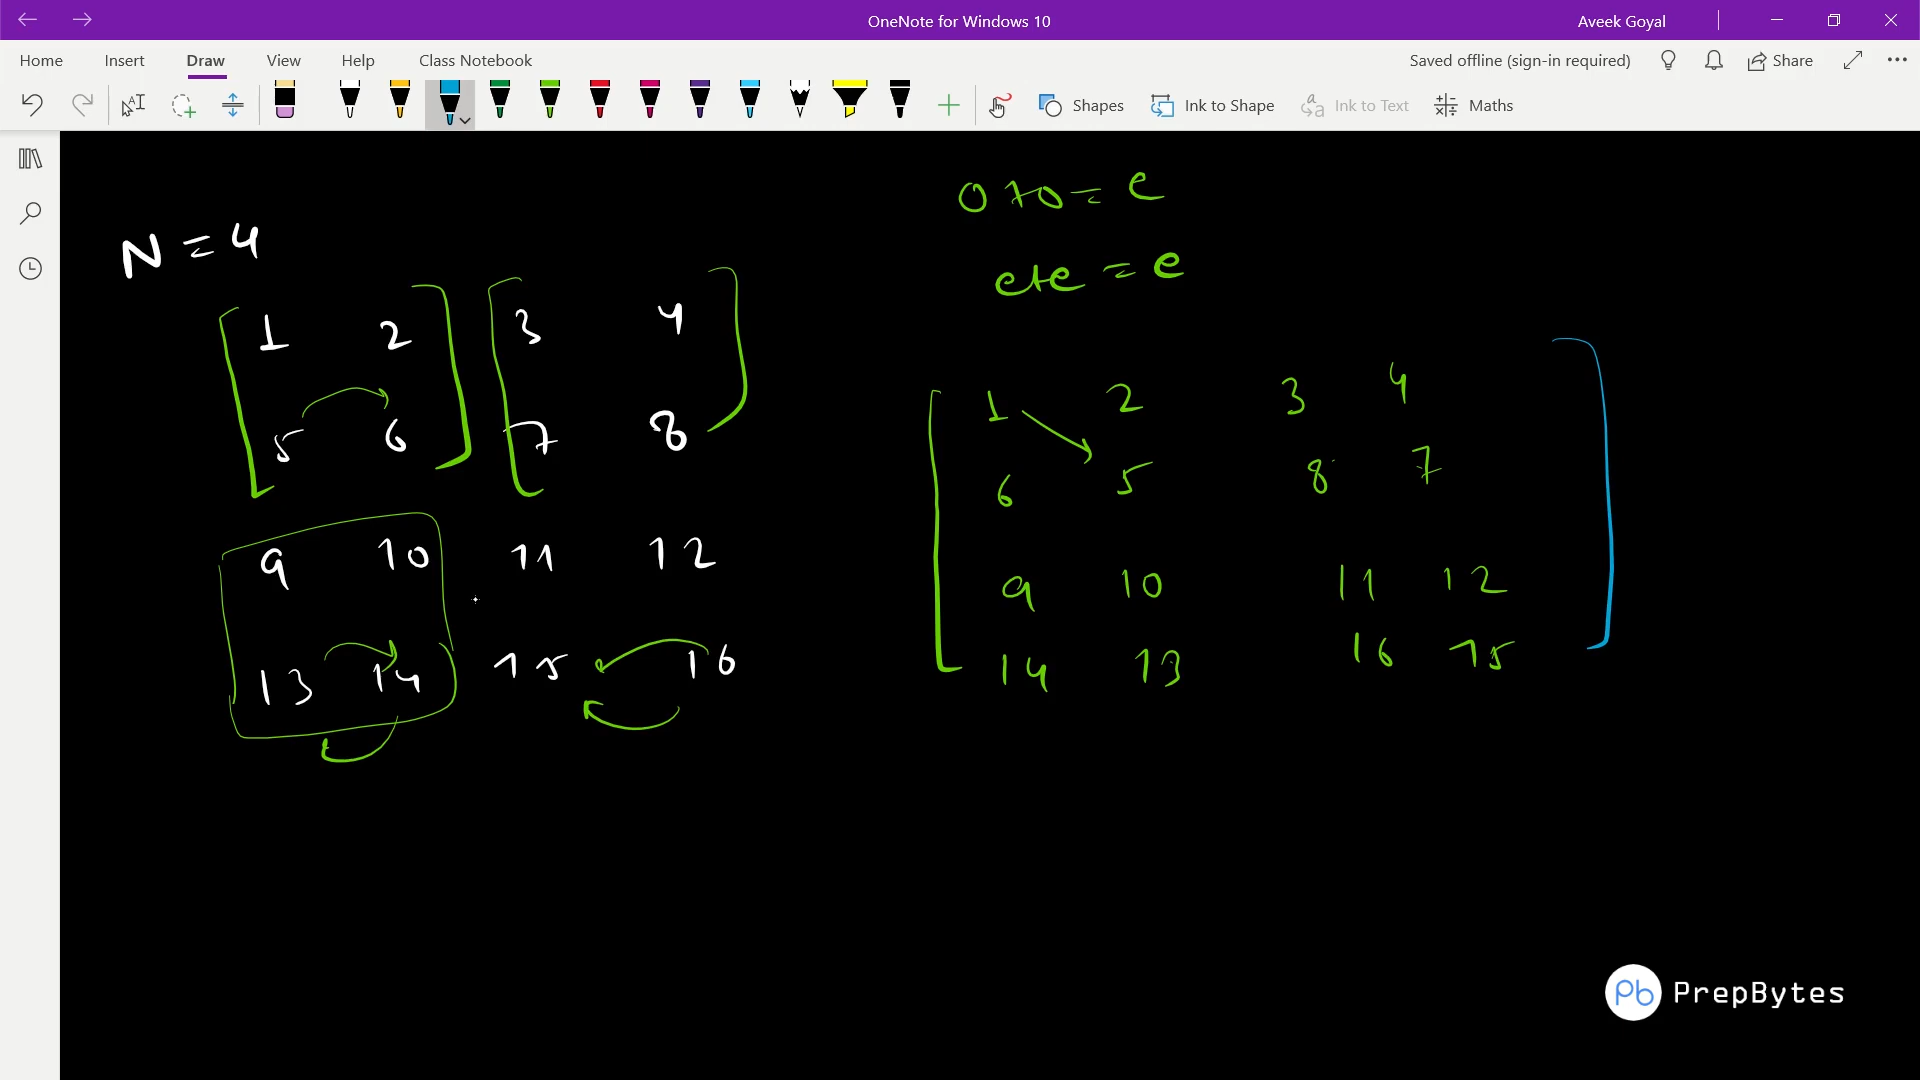 OneNote for Windows 10
Aveek Goyal
Home Insert Draw View Help Class Notebook
Saved offline (sign-in required) Share
Shapes Ink to Shape Ink to Text Maths
N = 4
1 2 3 4
5 6 7 8
9 10 11 12
13 14 15 16
o + o = e
e+e = e
1 2 3 4
6 5 8 7
9 10 11 12
14 13 16 15
Pb PrepBytes